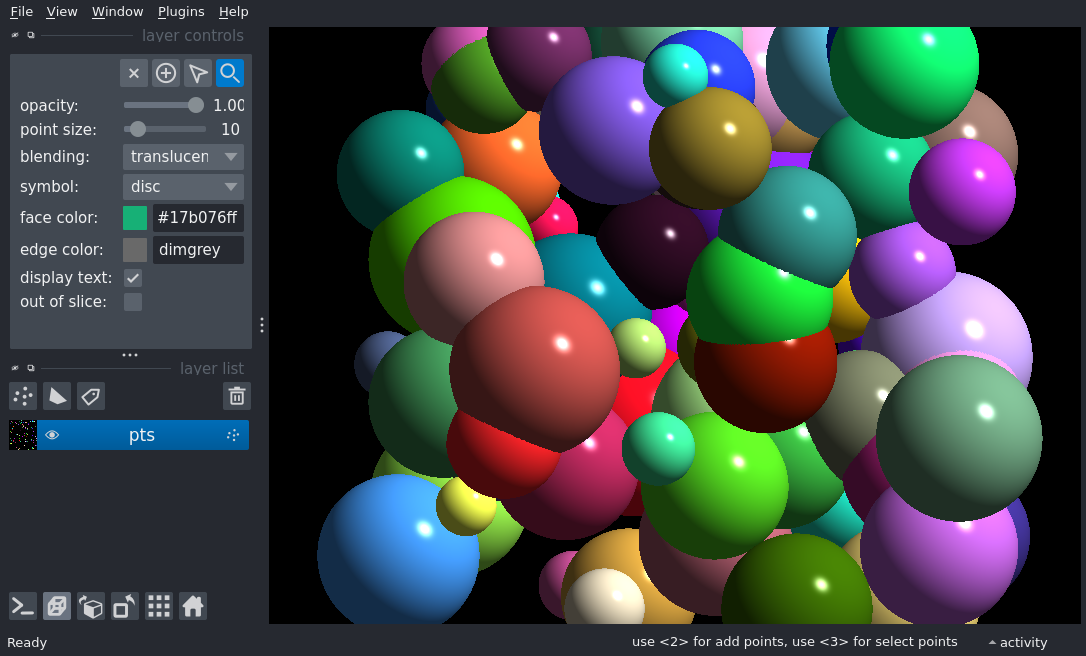 File View Window Plugins Help
layer controls
opacity: 1.00
point size: 10
blending: translucen
symbol: disc
face color: #17b076ff
edge color: dimgrey
display text:
out of slice:
layer list
pts
Ready
use <2> for add points, use <3> for select points
activity